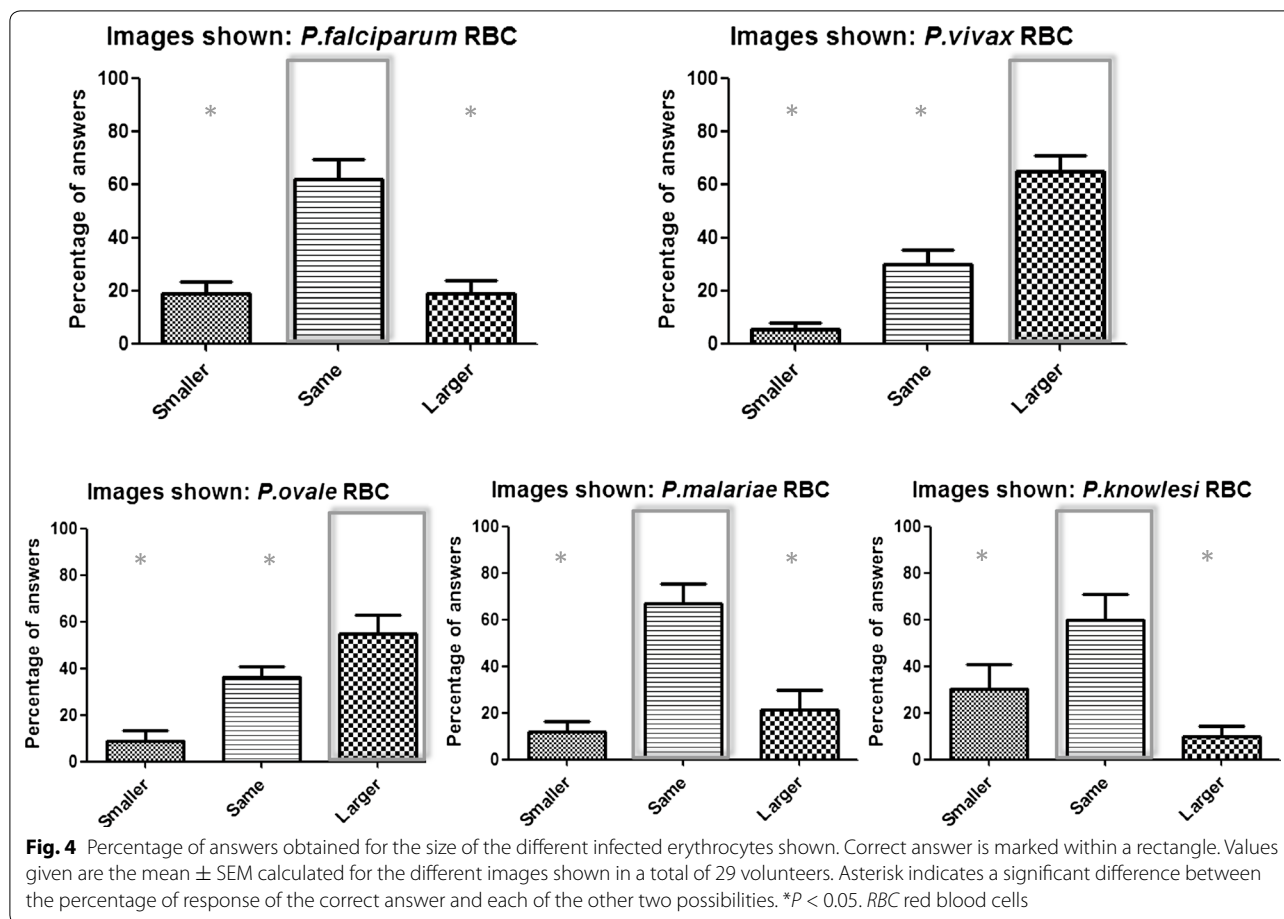 Images shown: P.falciparum RBC
Percentage of answers
100
80
60
40
20
0
*
*
Smaller
Same
Larger
Images shown: P.vivax RBC
Percentage of answers
100
80
60
40
20
0
*
*
Smaller
Same
Larger
Images shown: P.ovale RBC
Percentage of answers
100
80
60
40
20
0
*
*
Smaller
Same
Larger
Images shown: P.malariae RBC
Percentage of answers
100
80
60
40
20
0
*
*
Smaller
Same
Larger
Images shown: P.knowlesi RBC
Percentage of answers
100
80
60
40
20
0
*
*
Smaller
Same
Larger
Fig. 4 Percentage of answers obtained for the size of the different infected erythrocytes shown. Correct answer is marked within a rectangle. Values
given are the mean ± SEM calculated for the different images shown in a total of 29 volunteers. Asterisk indicates a significant difference between
the percentage of response of the correct answer and each of the other two possibilities. *P < 0.05. RBC red blood cells